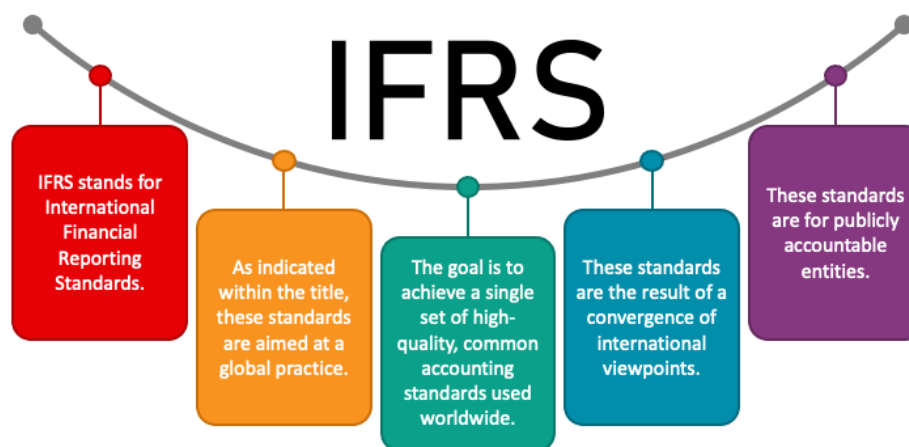 IFRS
IFRS stands for
International
Financial
Reporting
Standards.
As indicated
within the title,
these standards
are aimed at a
global practice.
The goal is to
achieve a single
set of high-
quality, common
accounting
standards used
worldwide.
These standards
are the result of a
convergence of
international
viewpoints.
These standards
are for publicly
accountable
entities.